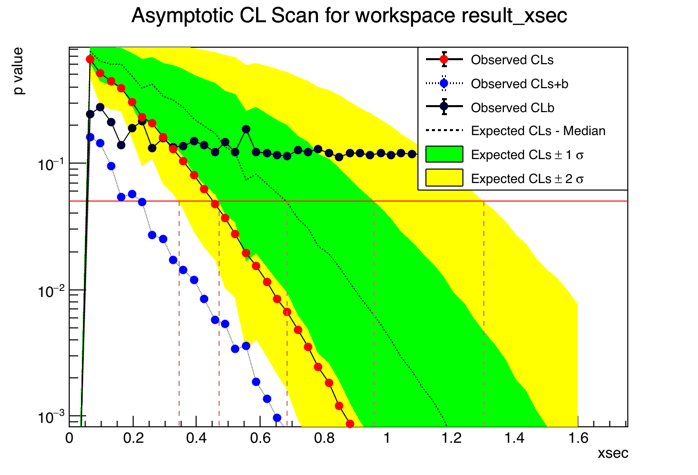 Asymptotic CL Scan for workspace result_xsec
p value
Observed CLs
Observed CLs+b
Observed CLb
Expected CLs - Median
Expected CLs ± 1 σ
Expected CLs ± 2 σ
10⁻¹
10⁻²
10⁻³
0 0.2 0.4 0.6 0.8 1 1.2 1.4 1.6
xsec